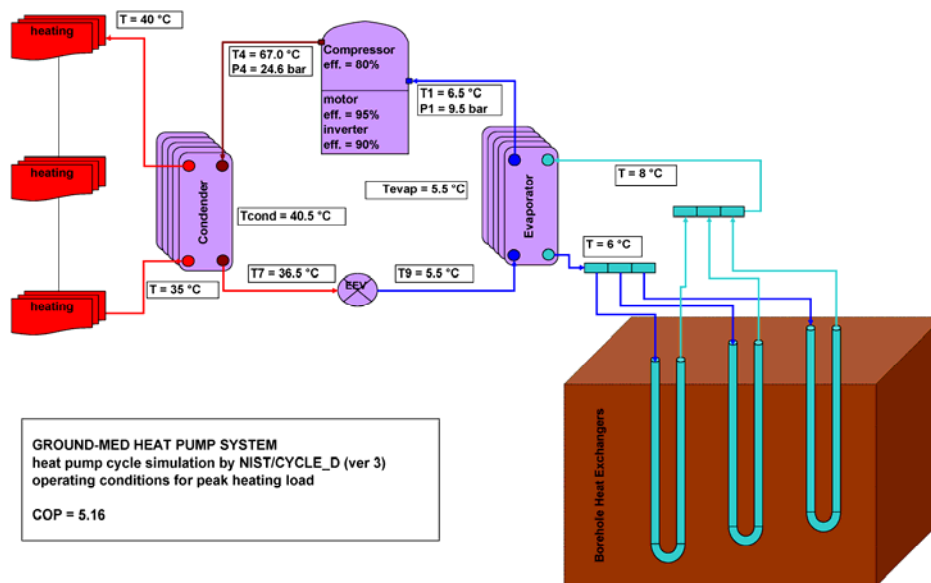 heating
T = 40 °C
T4 = 67.0 °C
P4 = 24.6 bar
Compressor
eff. = 80%
motor
eff. = 95%
inverter
eff. = 90%
T1 = 6.5 °C
P1 = 9.5 bar
heating
Condender
Tcond = 40.5 °C
Tevap = 5.5 °C
Evaporator
T = 8 °C
T = 6 °C
heating
T = 35 °C
T7 = 36.5 °C
EEV
T9 = 5.5 °C
Borehole Heat Exchangers
GROUND-MED HEAT PUMP SYSTEM
heat pump cycle simulation by NIST/CYCLE_D (ver 3)
operating conditions for peak heating load
COP = 5.16